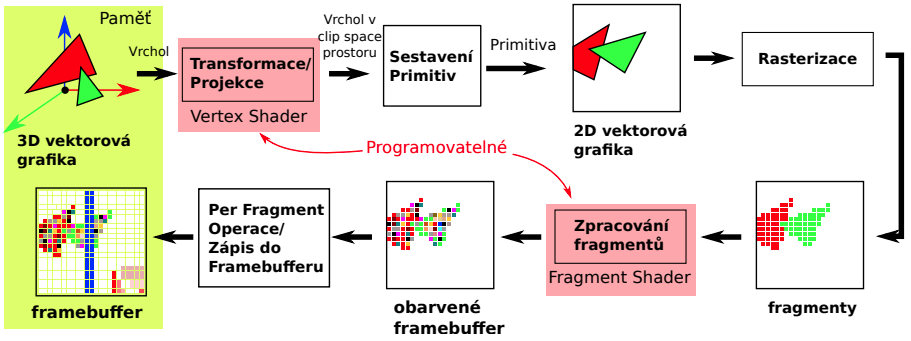 Paměť
Vrchol
Transformace/
Projekce
Vertex Shader
Vrchol v
clip space
prostoru
Sestavení
Primitiv
Primitiva
2D vektorová
grafika
Rasterizace
3D vektorová
grafika
Programovatelné
fragmenty
Zpracování
fragmentů
Fragment Shader
obarvené
framebuffer
Per Fragment
Operace/
Zápis do
Framebufferu
framebuffer